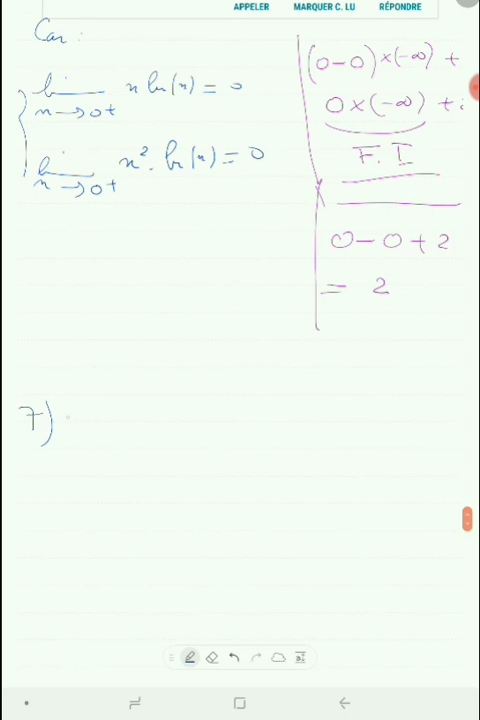 APPELER MARQUER C. LU RÉPONDRE
Car :
lim x ln(x) = 0
x → 0+
lim x². ln(x) = 0
x → 0+
(0-0)×(-∞) +
0×(-∞) +
F.I
0-0+2
= 2
7)